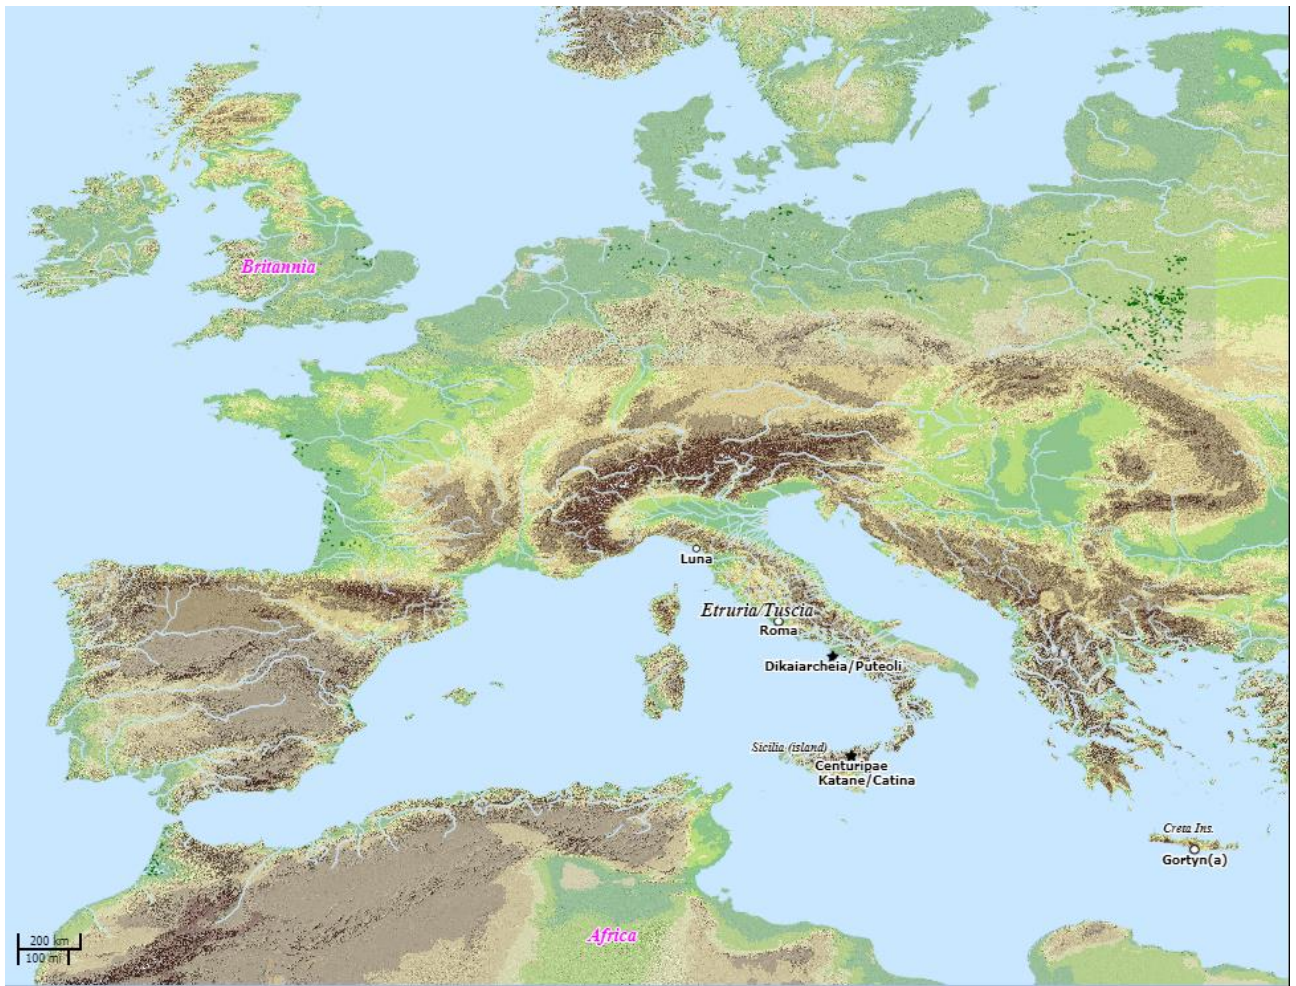 Britannia
Luna
Etruria/Tuscia
Roma
Dikaiarcheia/Puteoli
Sicilia (island)
Centuripae
Katane/Catina
Creta Ins.
Gortyn(a)
Africa
200 km
100 mi